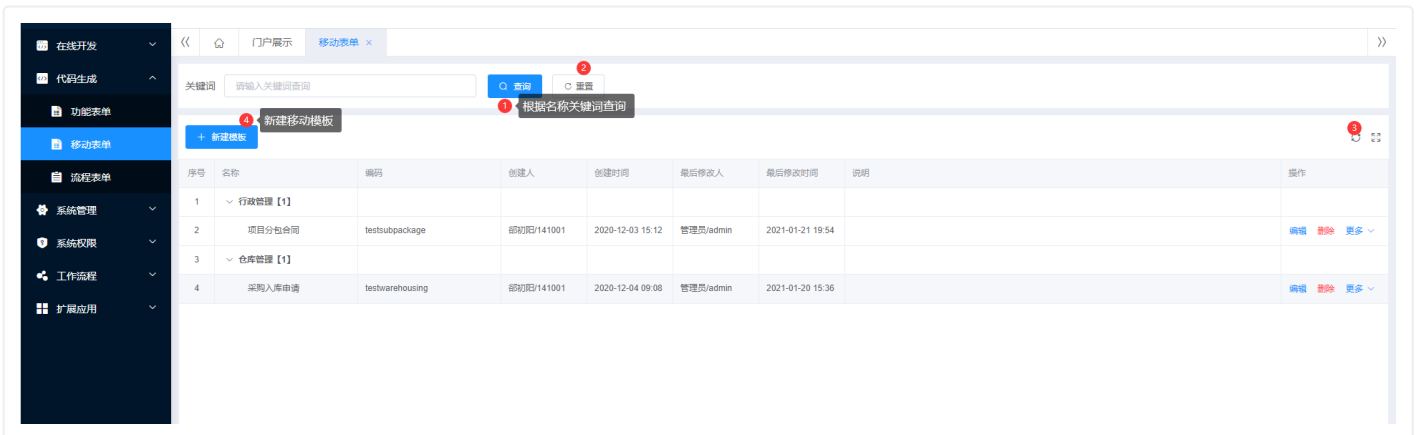 在线开发
代码生成
功能表单
移动表单
流程表单
系统管理
系统权限
工作流程
扩展应用
门户展示 移动表单 ×
2
关键词 请输入关键词查询 查询 重置
1 根据名称关键词查询
4 新建移动模板
+ 新建模板
3
序号 名称 编码 创建人 创建时间 最后修改人 最后修改时间 说明 操作
1 行政管理【1】
2 项目分包合同 testsubpackage 邵初阳/141001 2020-12-03 15:12 管理员/admin 2021-01-21 19:54 编辑 删除 更多
3 仓库管理【1】
4 采购入库申请 testwarehousing 邵初阳/141001 2020-12-04 09:08 管理员/admin 2021-01-20 15:36 编辑 删除 更多